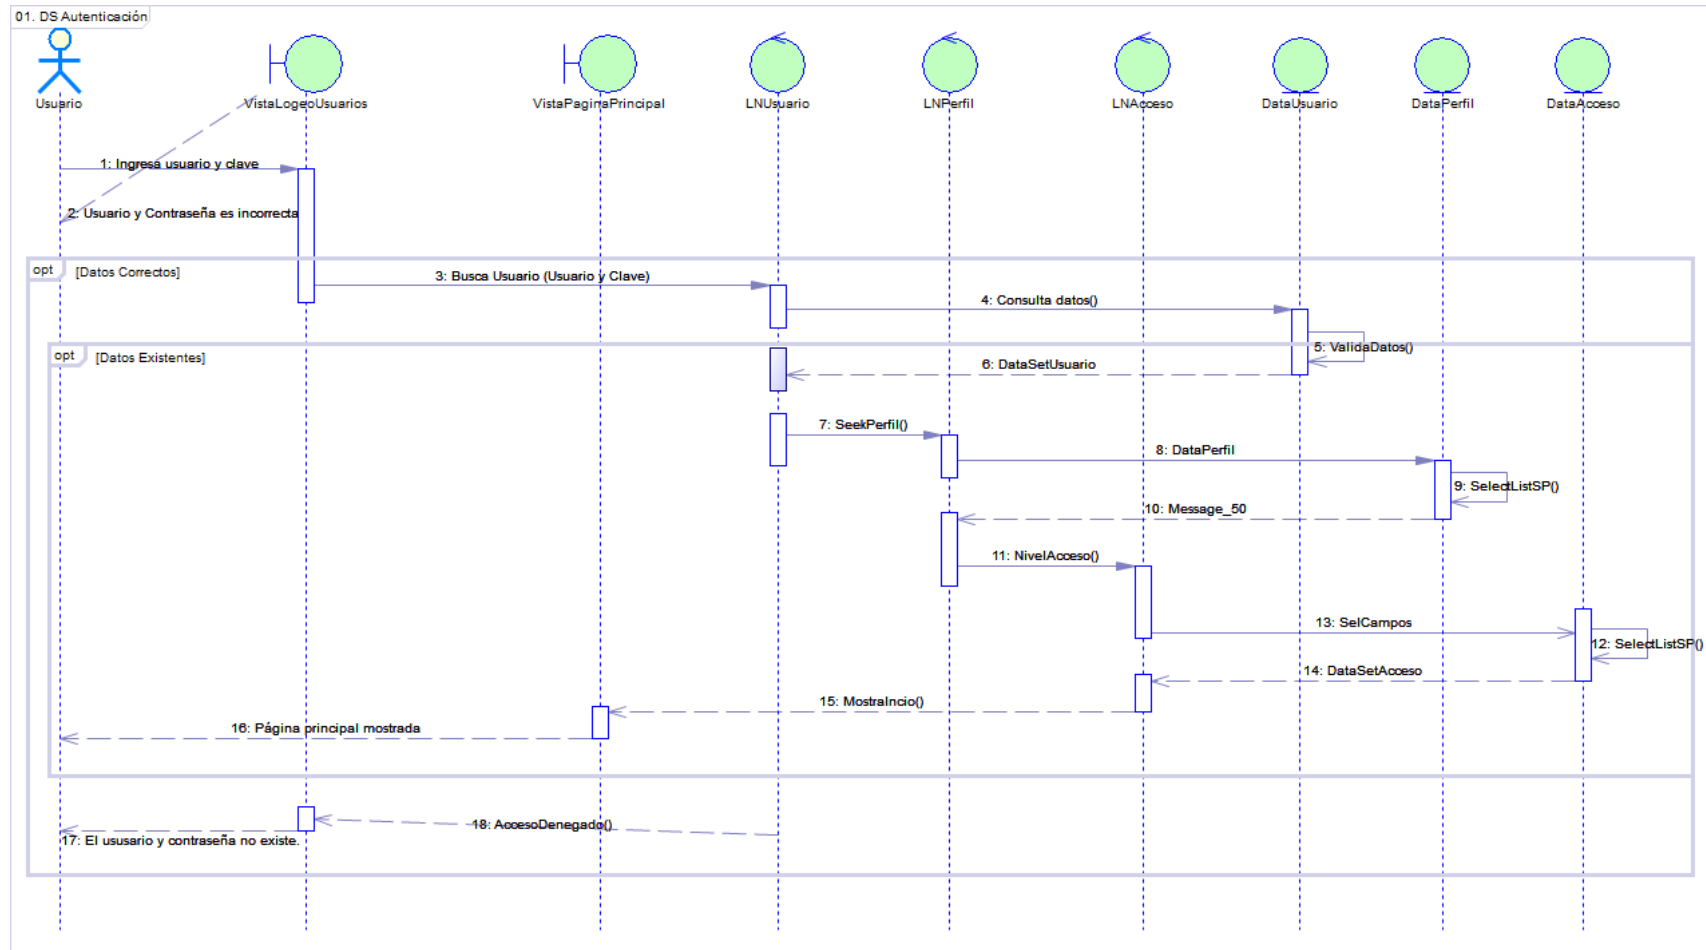 01. DS Autenticación
Usuario
VistaLogeoUsuarios
VistaPaginaPrincipal
LNUsuario
LNPerfil
LNAcceso
DataUsuario
DataPerfil
DataAcceso
1: Ingresa usuario y clave
2: Usuario y Contraseña es incorrecta
opt
[Datos Correctos]
3: Busca Usuario (Usuario y Clave)
4: Consulta datos()
5: ValidaDatos()
opt
[Datos Existentes]
6: DataSetUsuario
7: SeekPerfil()
8: DataPerfil
9: SelectListSP()
10: Message_50
11: NivelAcceso()
13: SelCampos
12: SelectListSP()
14: DataSetAcceso
15: MostraIncio()
16: Página principal mostrada
18: AccesoDenegado()
17: El ususario y contraseña no existe.